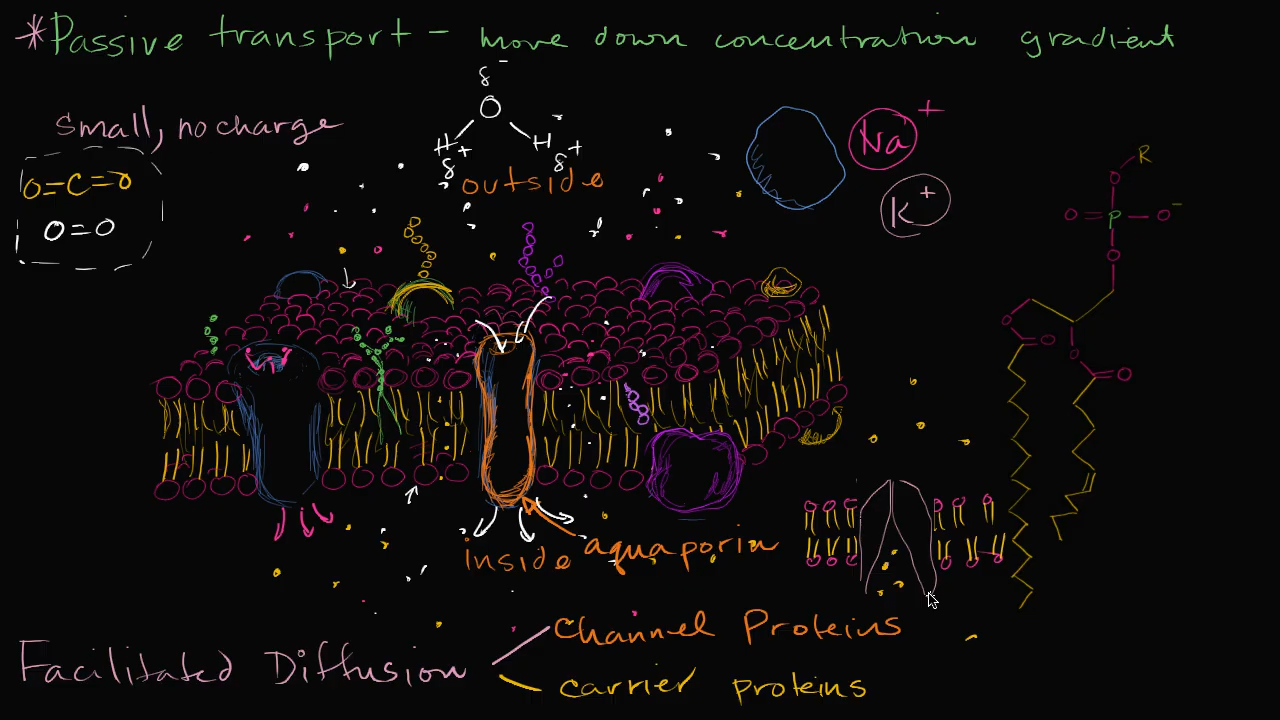 *Passive transport - move down concentration gradient
δ⁻
O
H H
δ+ δ+
small, no charge
O=C=O
O=O
outside
Na+
K+
R
O
O=P-O⁻
O
O
O
O
O
inside
aquaporin
Facilitated Diffusion
Channel Proteins
carrier proteins